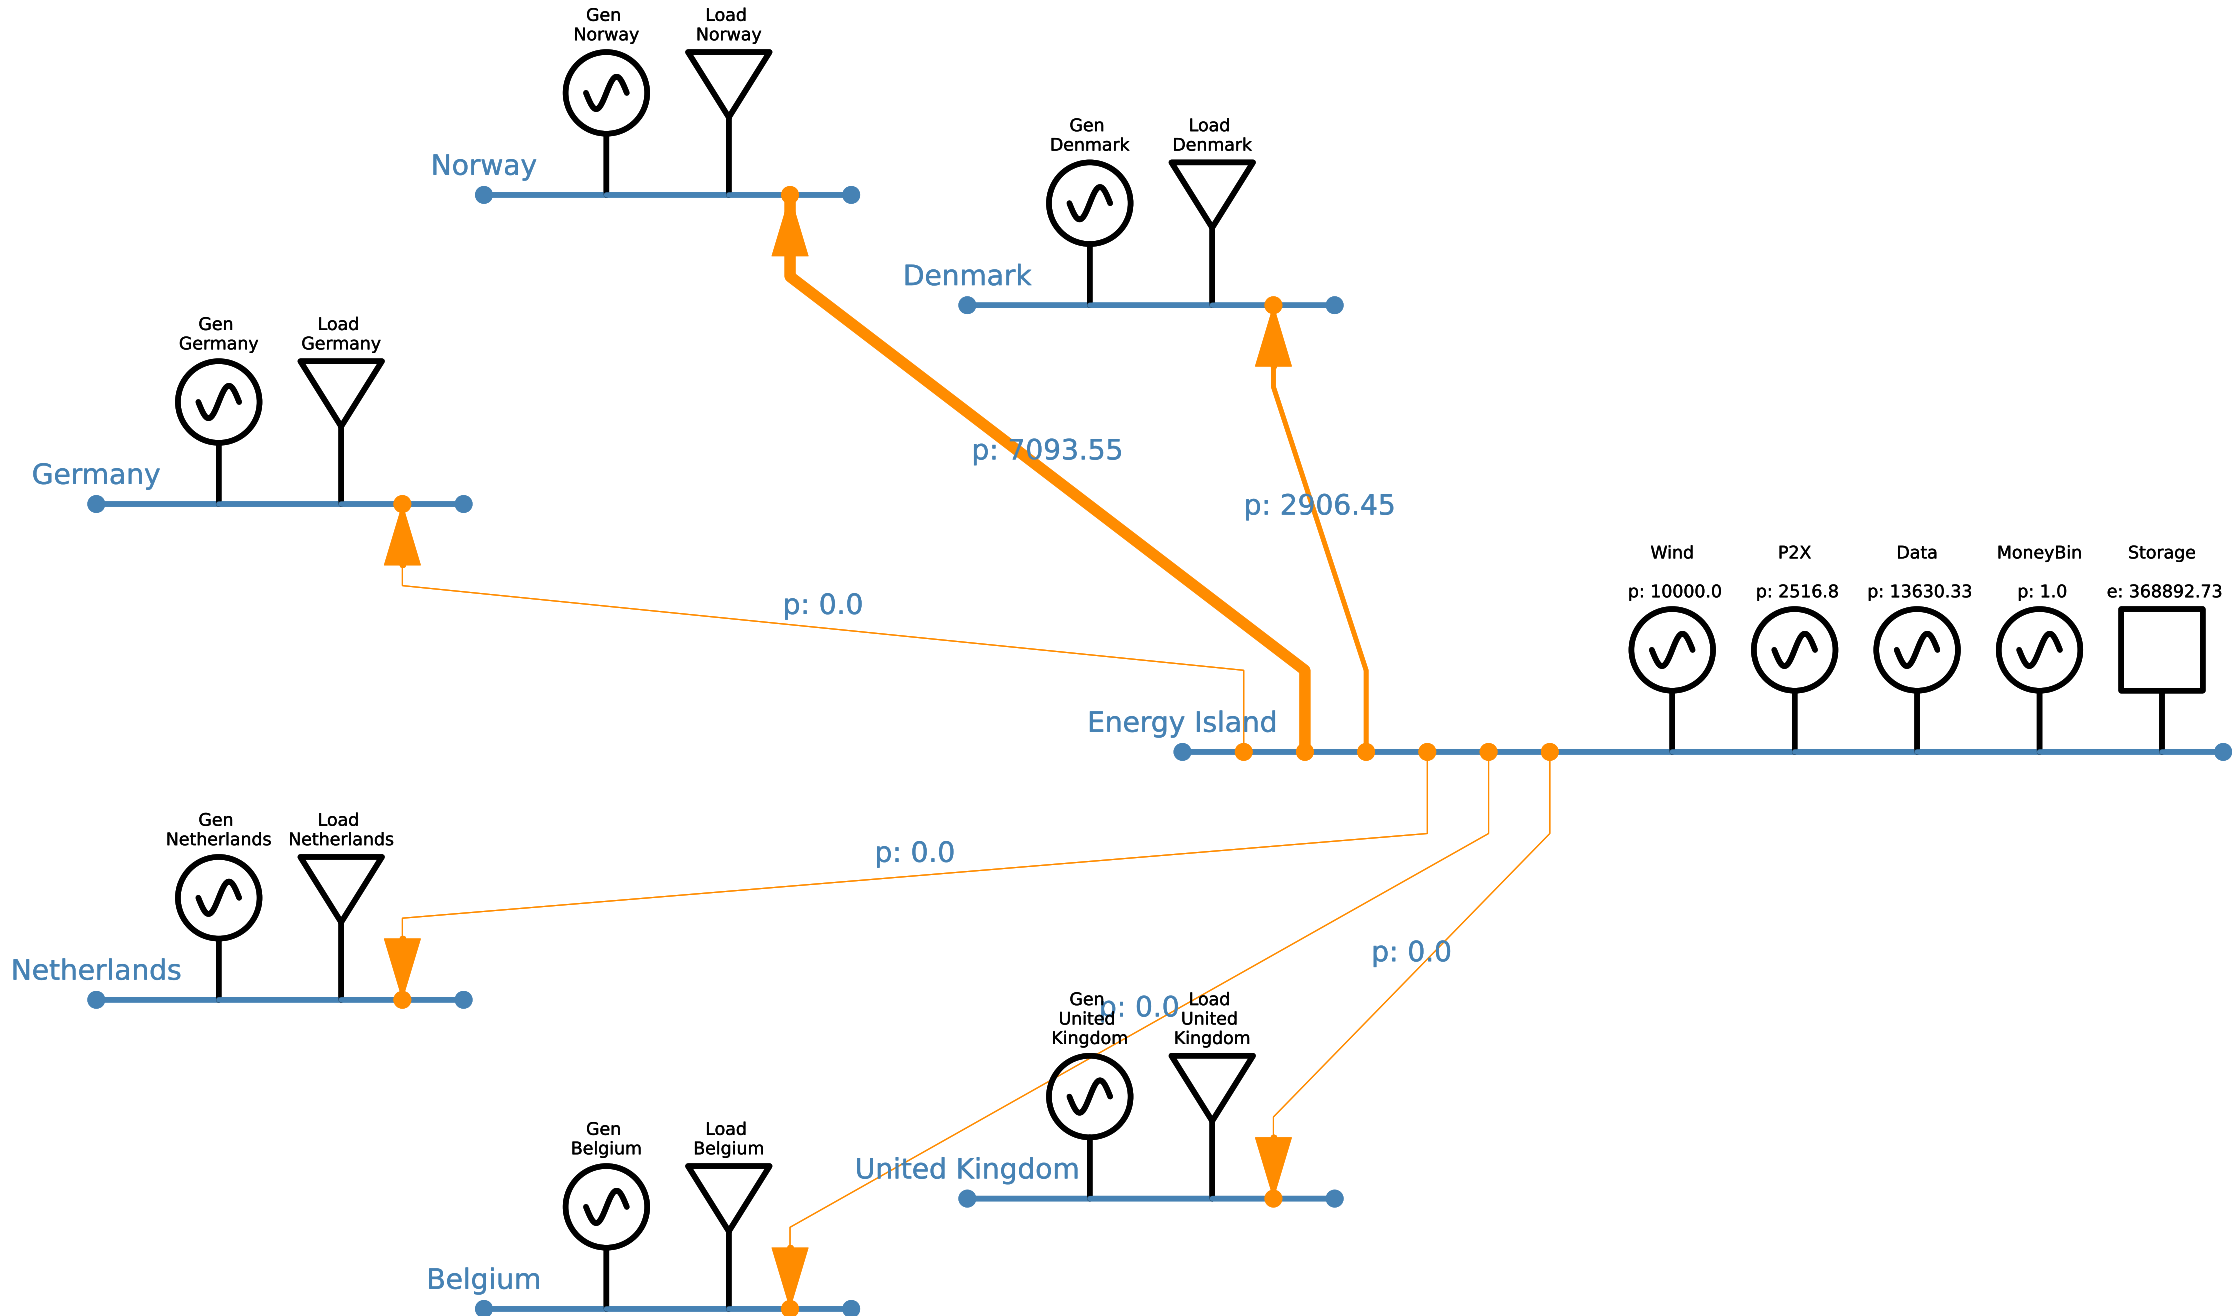 Gen
Norway
Load
Norway
Norway
Gen
Denmark
Load
Denmark
Denmark
Gen
Germany
Load
Germany
Germany
p: 7093.55
p: 2906.45
p: 0.0
Wind
p: 10000.0
P2X
p: 2516.8
Data
p: 13630.33
MoneyBin
p: 1.0
Storage
e: 368892.73
Energy Island
Gen
Netherlands
Load
Netherlands
Netherlands
p: 0.0
p: 0.0
p: 0.0
Gen
United
Kingdom
Load
United
Kingdom
United Kingdom
Gen
Belgium
Load
Belgium
Belgium